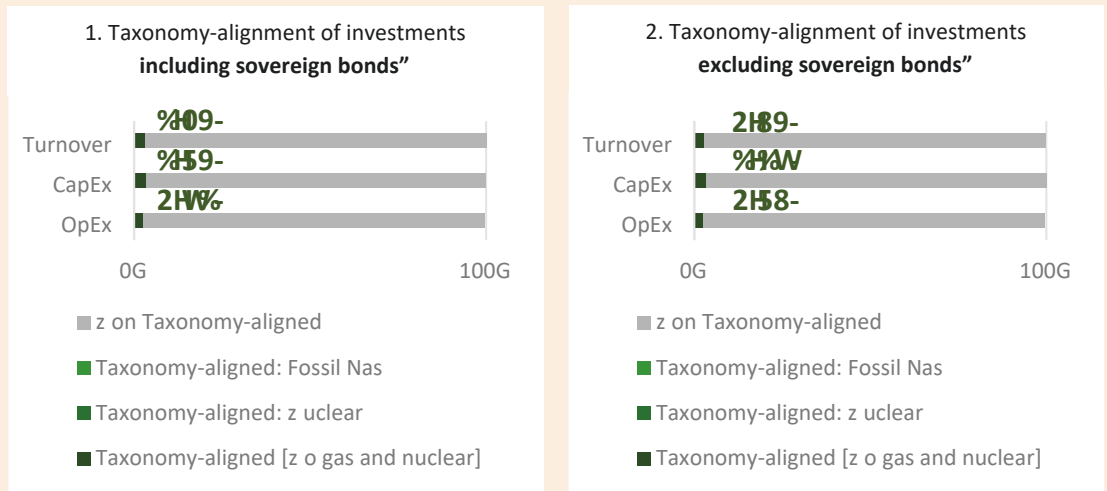 1. Taxonomy-alignment of investments
including sovereign bonds”
Turnover
CapEx
OpEx
0G
100G
z on Taxonomy-aligned
Taxonomy-aligned: Fossil Nas
Taxonomy-aligned: z uclear
Taxonomy-aligned [z o gas and nuclear]
2. Taxonomy-alignment of investments
excluding sovereign bonds”
Turnover
CapEx
OpEx
0G
100G
z on Taxonomy-aligned
Taxonomy-aligned: Fossil Nas
Taxonomy-aligned: z uclear
Taxonomy-aligned [z o gas and nuclear]